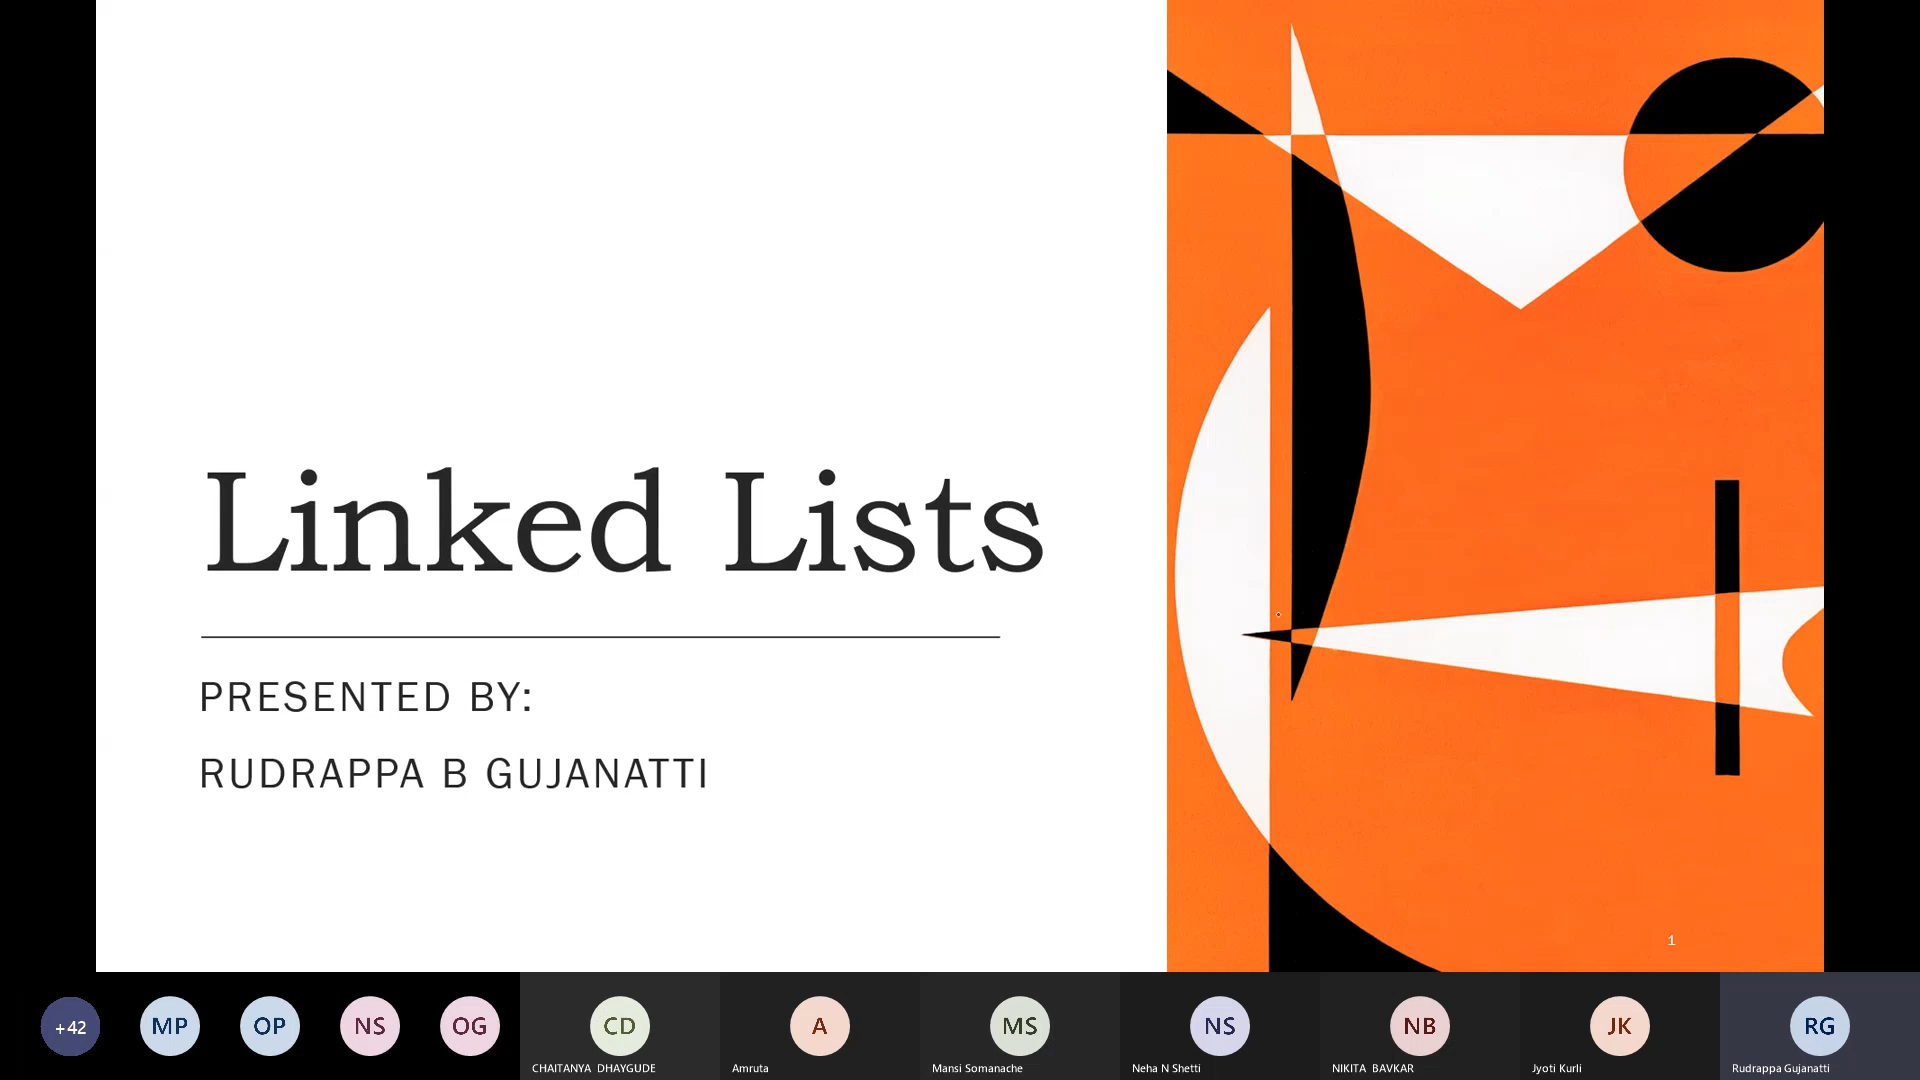 Linked Lists
PRESENTED BY:
RUDRAPPA B GUJANATTI
1
+42
MP
OP
NS
OG
CD
CHAITANYA DHAYGUDE
A
Amruta
MS
Mansi Somanache
NS
Neha N Shetti
NB
NIKITA BAVKAR
JK
Jyoti Kurli
RG
Rudrappa Gujanatti